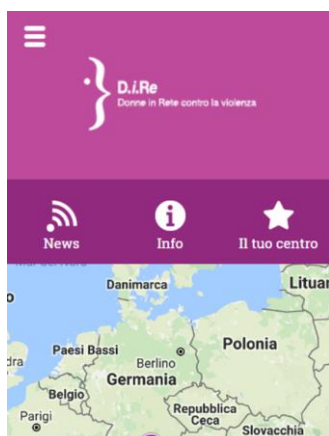 D.i.Re
Donne in Rete contro la violenza
News
Info
Il tuo centro
Danimarca
Lituan
Paesi Bassi
Berlino
Polonia
Germania
Belgio
Parigi
Repubblica
Ceca
Slovacchia